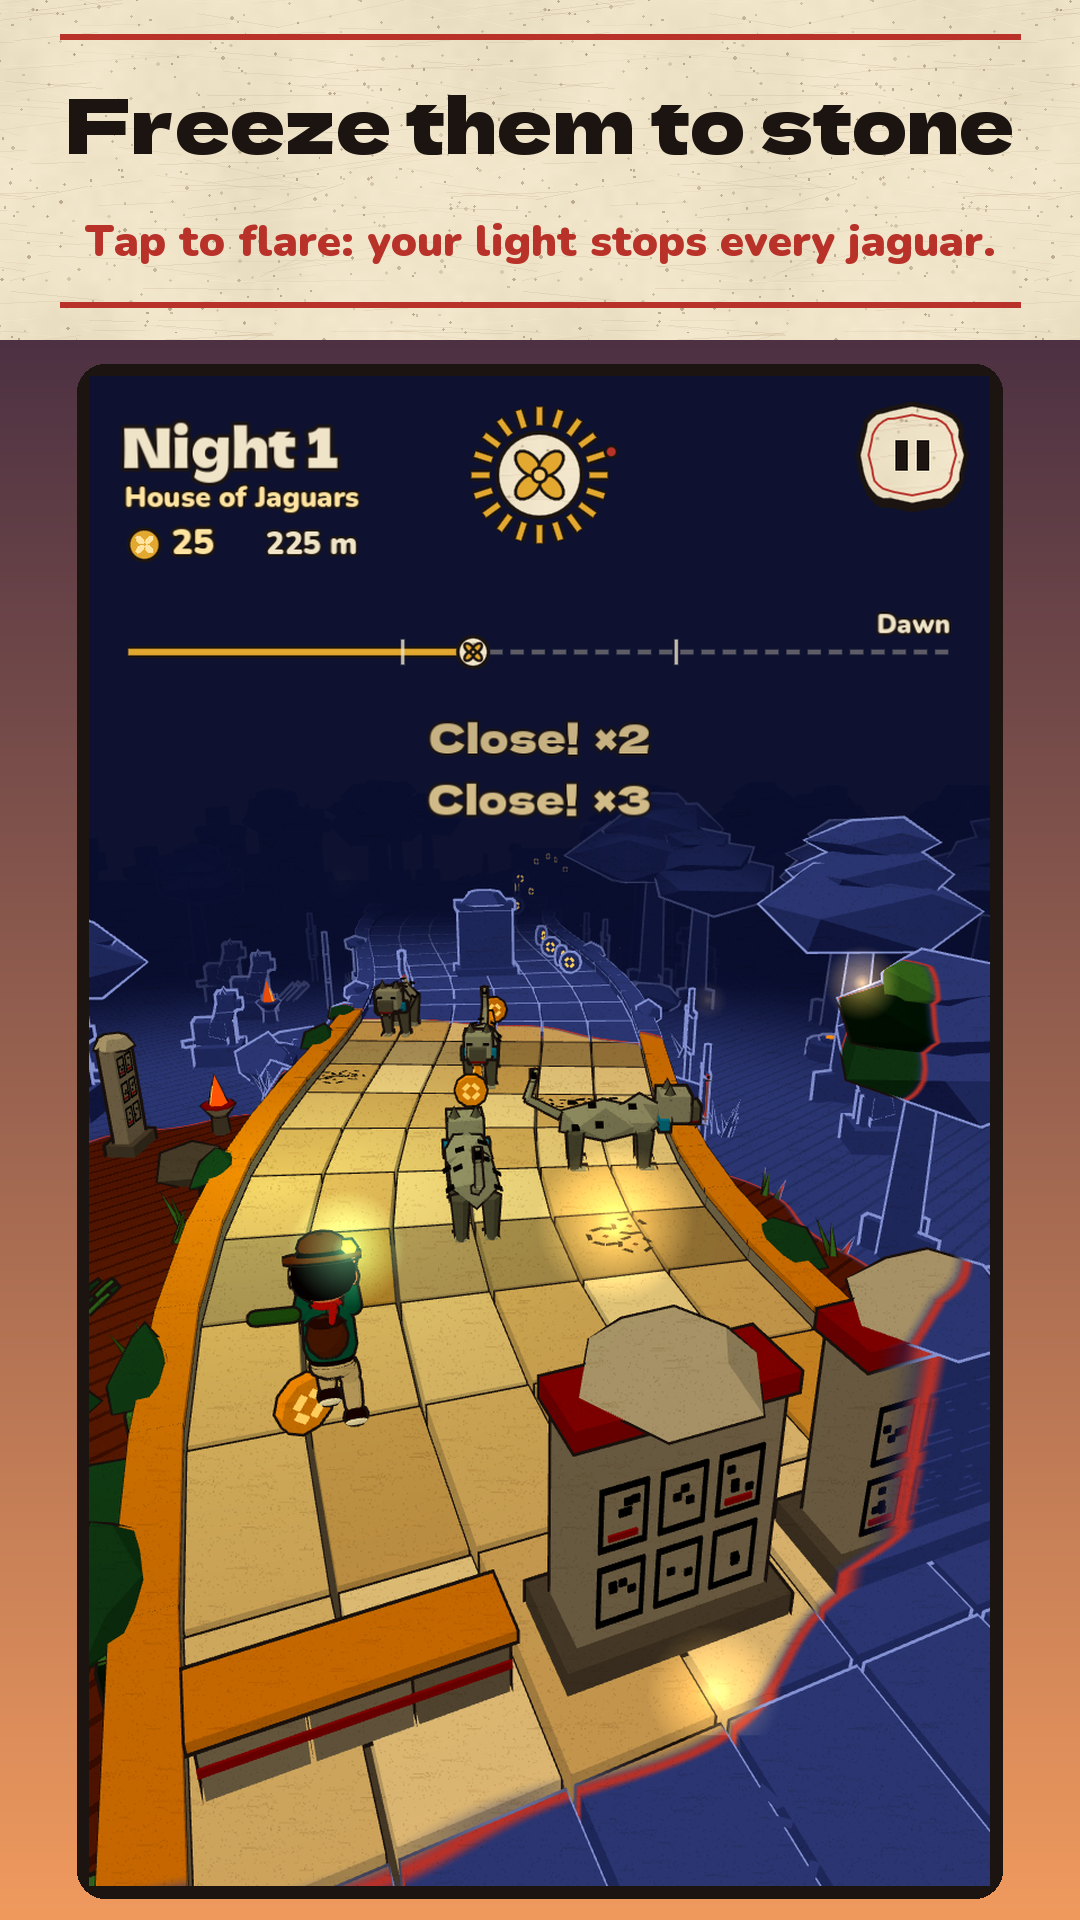 Freeze them to stone
Tap to flare: your light stops every jaguar.
Night 1
House of Jaguars
25 225 m
Dawn
Close! ×2
Close! ×3